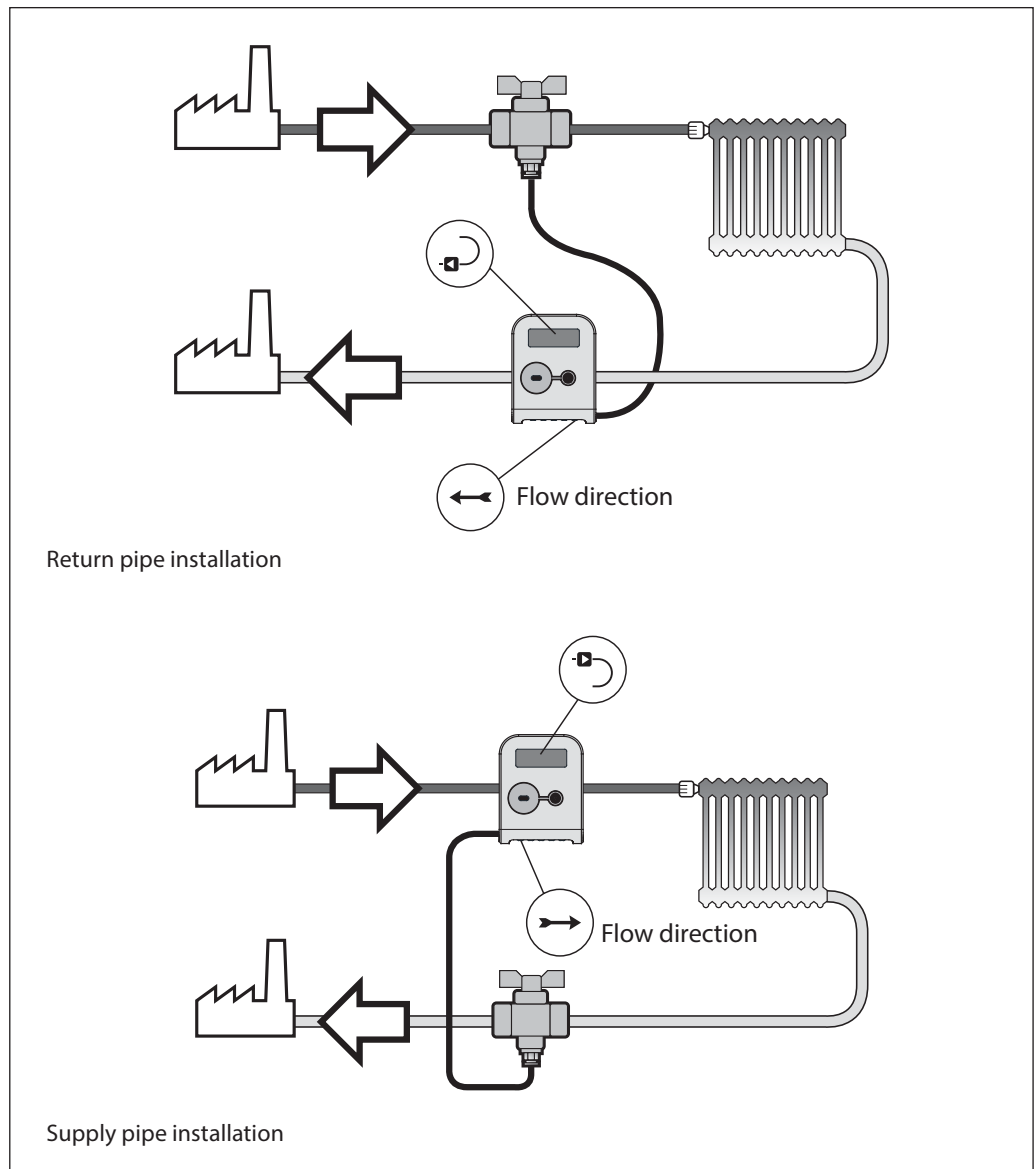 Flow direction
Return pipe installation
Flow direction
Supply pipe installation